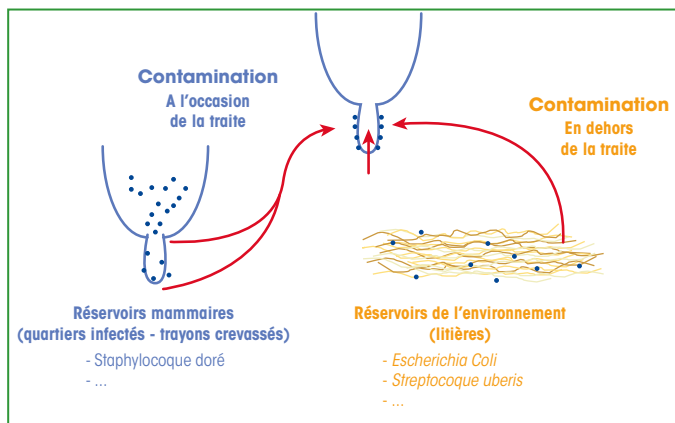 Contamination
A l'occasion
de la traite
Contamination
En dehors
de la traite
Réservoirs mammaires
(quartiers infectés - trayons crevassés)
- Staphylocoque doré
- ...
Réservoirs de l'environnement
(litières)
- Escherichia Coli
- Streptocoque uberis
- ...